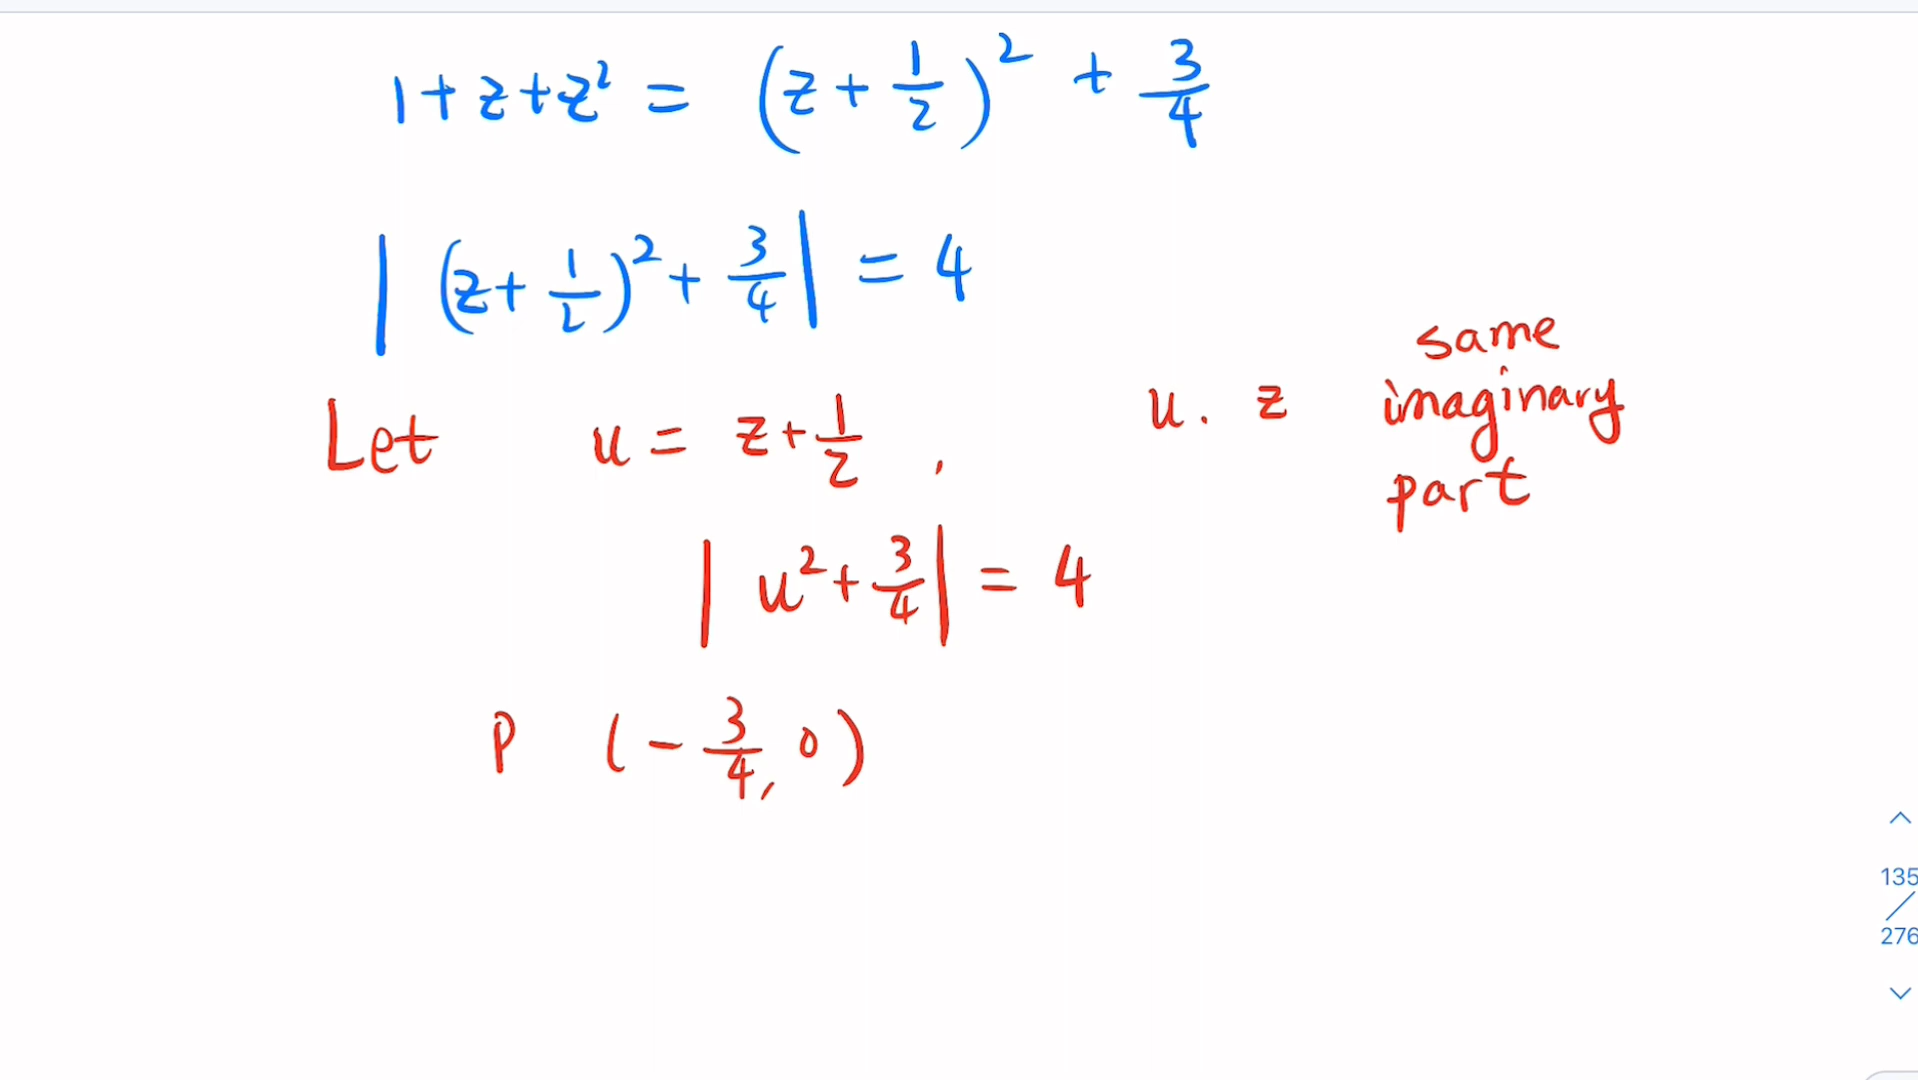 1+z+z² = (z+1/2)² + 3/4
|(z+1/2)²+3/4| = 4
same
u. z imaginary
part
Let u = z+1/2,
|u²+3/4| = 4
P (-3/4, 0)
135
/
276